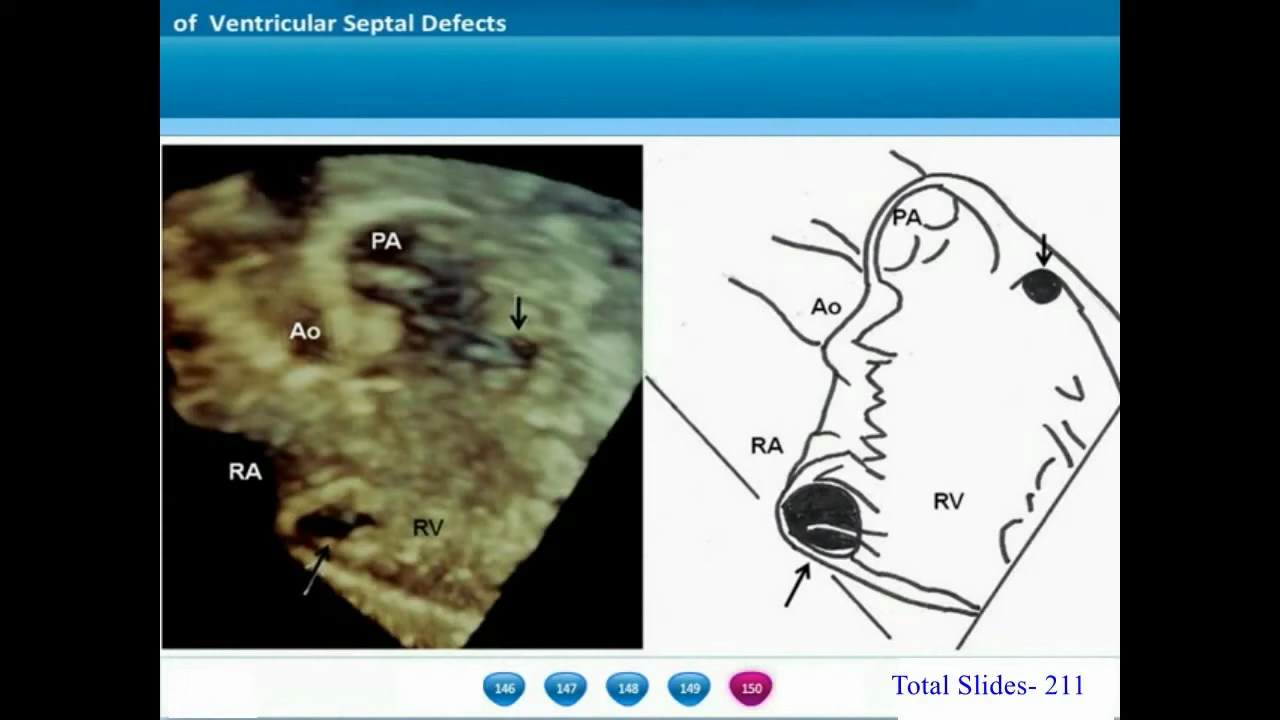 of Ventricular Septal Defects
PA
Ao
RA
RV
PA
Ao
RA
RV
146 147 148 149 150
Total Slides- 211